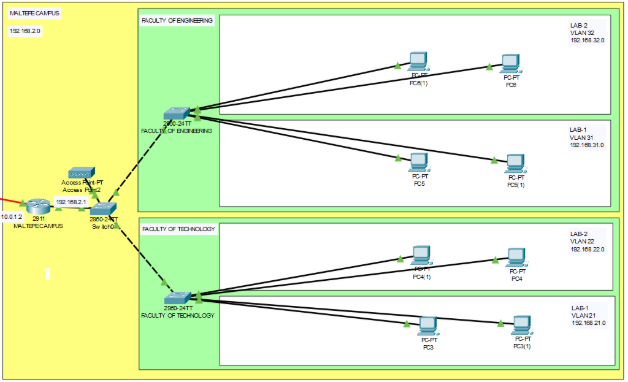 MALTEPE CAMPUS
192.168.2.0
FACULTY OF ENGINEERING
LAB-2
VLAN 32
192.168.32.0
PC-PT
PC6(1)
PC-PT
PC6
2960-24TT
FACULTY OF ENGINEERING
LAB-1
VLAN 31
192.168.31.0
PC-PT
PC5
PC-PT
PC5(1)
Access Point-PT
Access Point2
192.168.2.1
10.0.1.2
2911
MALTEPE CAMPUS
2960-24TT
Switch0
FACULTY OF TECHNOLOGY
LAB-2
VLAN 22
192.168.22.0
PC-PT
PC4(1)
PC-PT
PC4
2960-24TT
FACULTY OF TECHNOLOGY
LAB-1
VLAN 21
192.168.21.0
PC-PT
PC3
PC-PT
PC3(1)